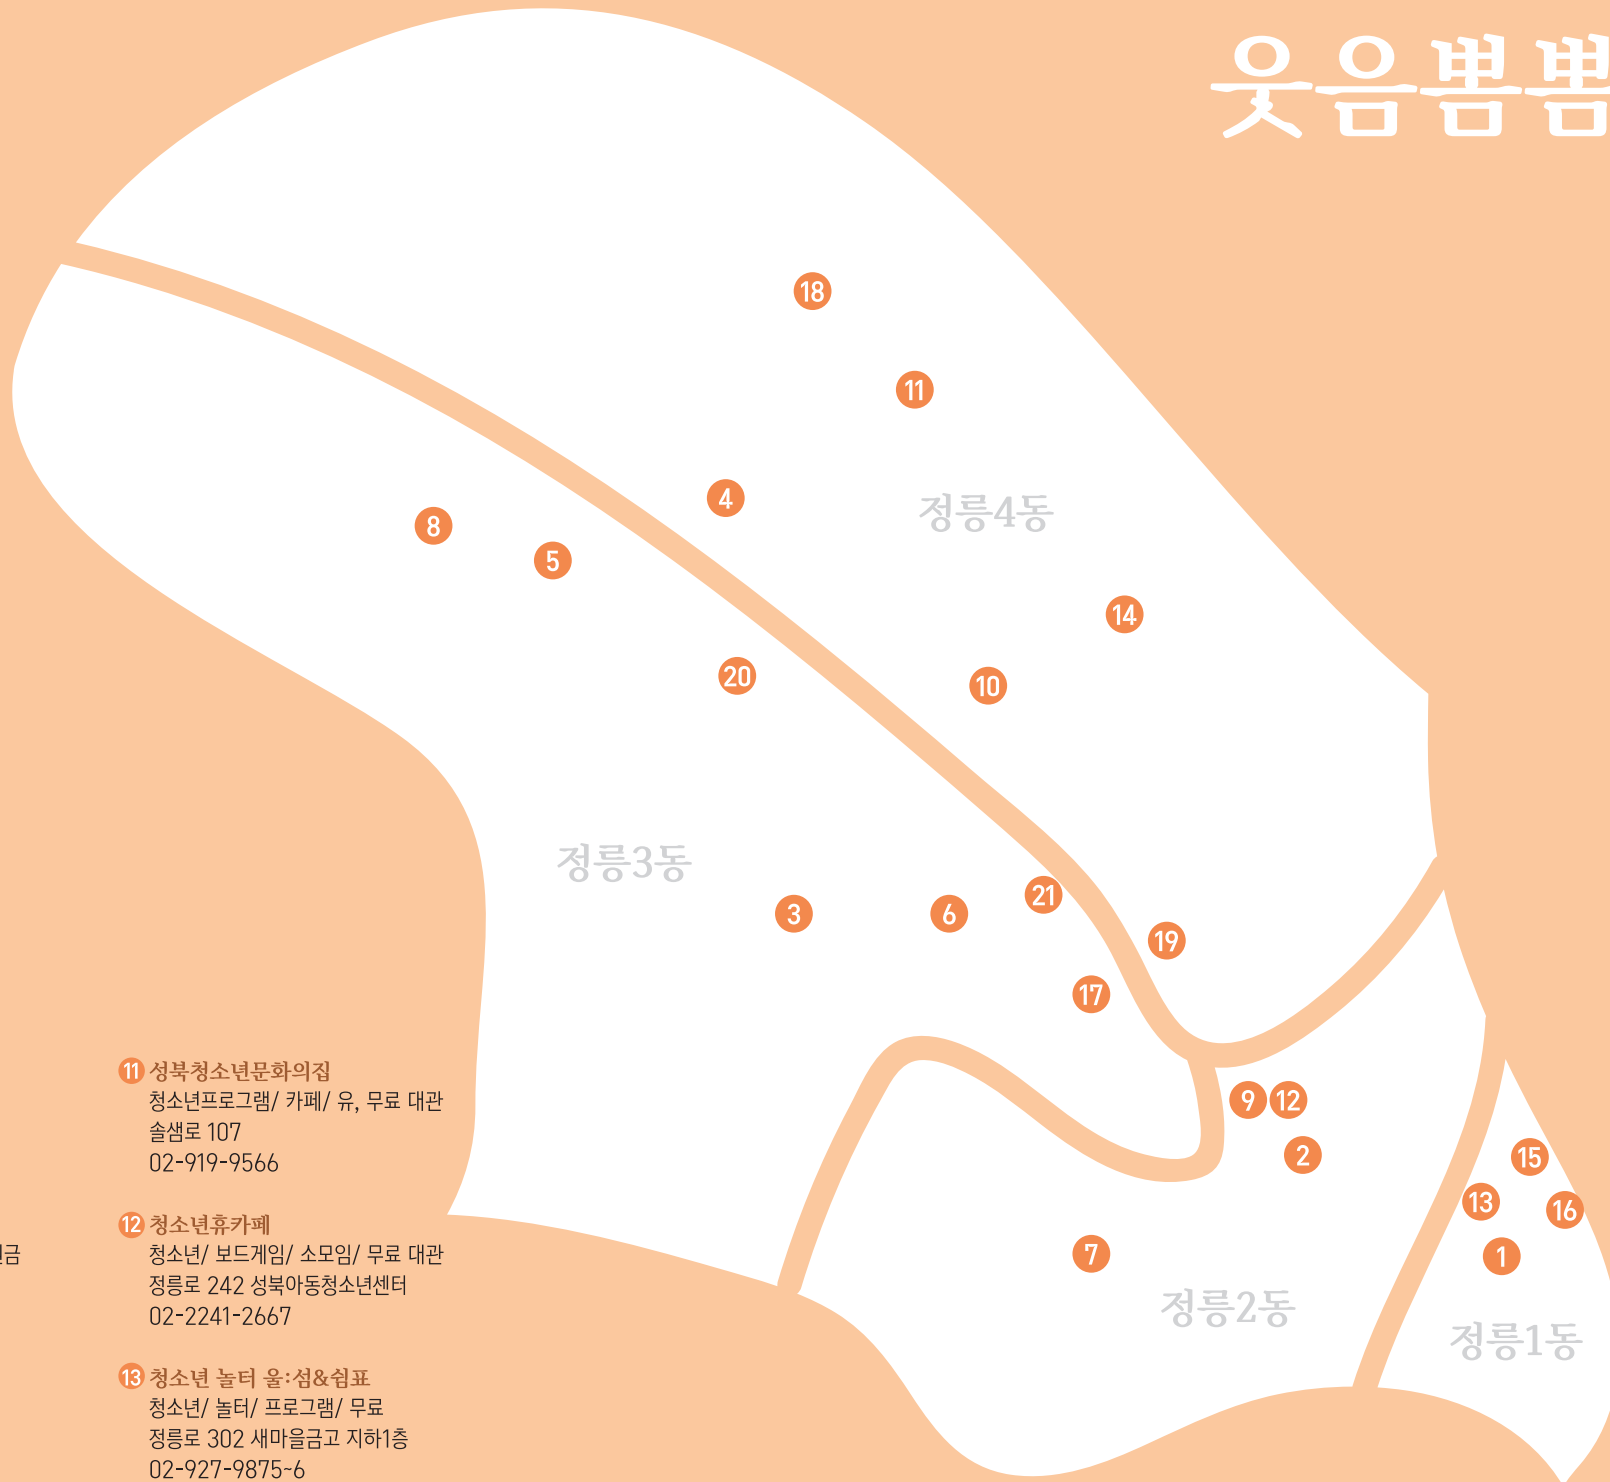 웃음뿜뿜
18
11
4
정릉4동
8
5
14
20
10
정릉3동
21
3
6
19
17
9
12
2
15
13
16
7
1
정릉2동
정릉1동
11 성북청소년문화의집
청소년프로그램/ 카페/ 유, 무료 대관
솔샘로 107
02-919-9566
12 청소년휴카페
청소년/ 보드게임/ 소모임/ 무료 대관
정릉로 242 성북아동청소년센터
02-2241-2667
13 청소년 놀터 울:섬&쉼표
청소년/ 놀터/ 프로그램/ 무료
정릉로 302 새마을금고 지하1층
02-927-9875~6